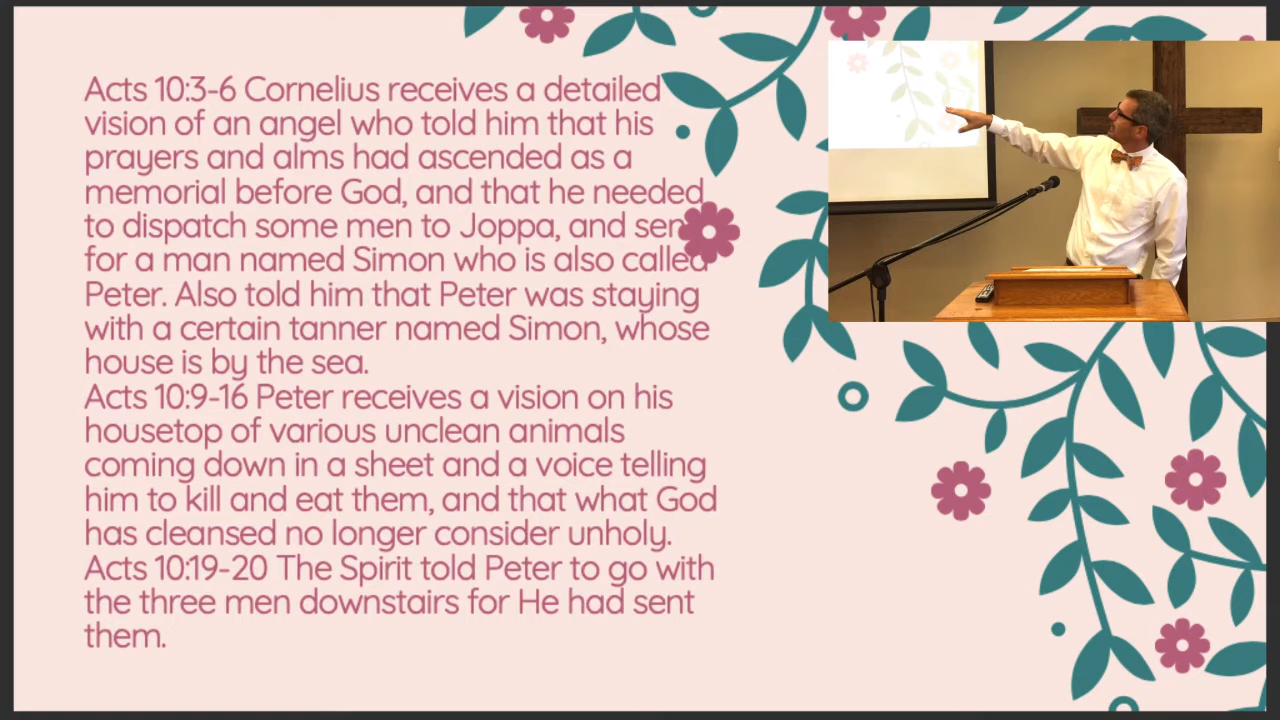 Acts 10:3-6 Cornelius receives a detailed
vision of an angel who told him that his
prayers and alms had ascended as a
memorial before God, and that he needed
to dispatch some men to Joppa, and send
for a man named Simon who is also called
Peter. Also told him that Peter was staying
with a certain tanner named Simon, whose
house is by the sea.
Acts 10:9-16 Peter receives a vision on his
housetop of various unclean animals
coming down in a sheet and a voice telling
him to kill and eat them, and that what God
has cleansed no longer consider unholy.
Acts 10:19-20 The Spirit told Peter to go with
the three men downstairs for He had sent
them.